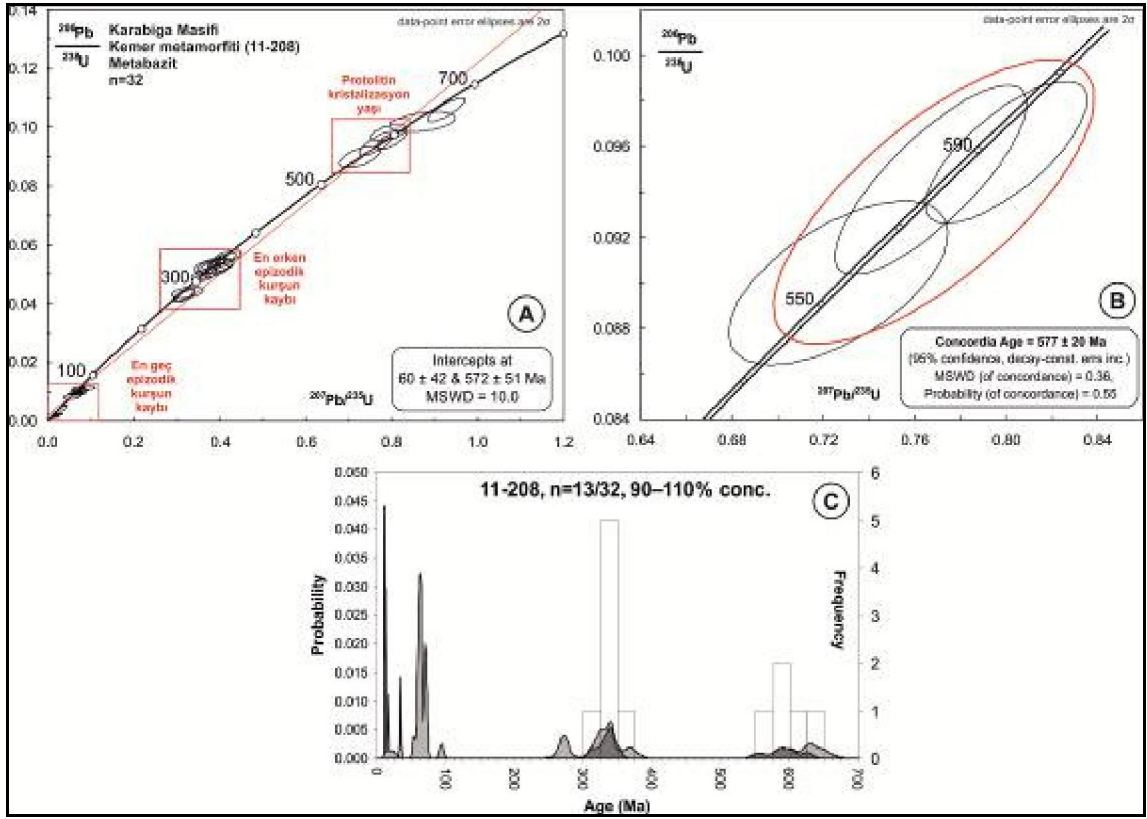 data-point error ellipses are 2σ
206Pb
238U
Karabiga Masifi
Kemer metamorfiti (11-208)
Metabazit
n=32
Protolitin
kristalizasyon
yaşı
En erken
epizodik
kurşun
kaybı
En geç
epizodik
kurşun
kaybı
0.14
0.12
0.10
0.08
0.06
0.04
0.02
0.00
700
500
300
100
A
Intercepts at
60 ± 42 & 572 ± 51 Ma
MSWD = 10.0
207Pb/235U
0.0
0.2
0.4
0.6
0.8
1.0
1.2
data-point error ellipses are 2σ
206Pb
238U
0.100
0.096
0.092
0.088
0.084
590
550
B
Concordia Age = 577 ± 20 Ma
(95% confidence, decay-const. errs inc.)
MSWD (of concordance) = 0.36,
Probability (of concordance) = 0.55
207Pb/235U
0.64
0.68
0.72
0.76
0.80
0.84
11-208, n=13/32, 90–110% conc.
C
Probability
0.050
0.045
0.040
0.035
0.030
0.025
0.020
0.015
0.010
0.005
0.000
Frequency
6
5
4
3
2
1
0
0
100
200
300
400
500
600
700
Age (Ma)